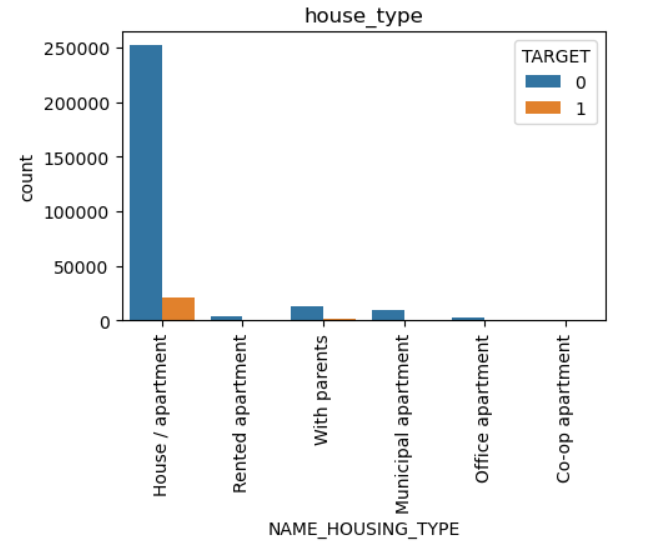 house_type
TARGET
0
1
count
250000
200000
150000
100000
50000
0
House / apartment
Rented apartment
With parents
Municipal apartment
Office apartment
Co-op apartment
NAME_HOUSING_TYPE